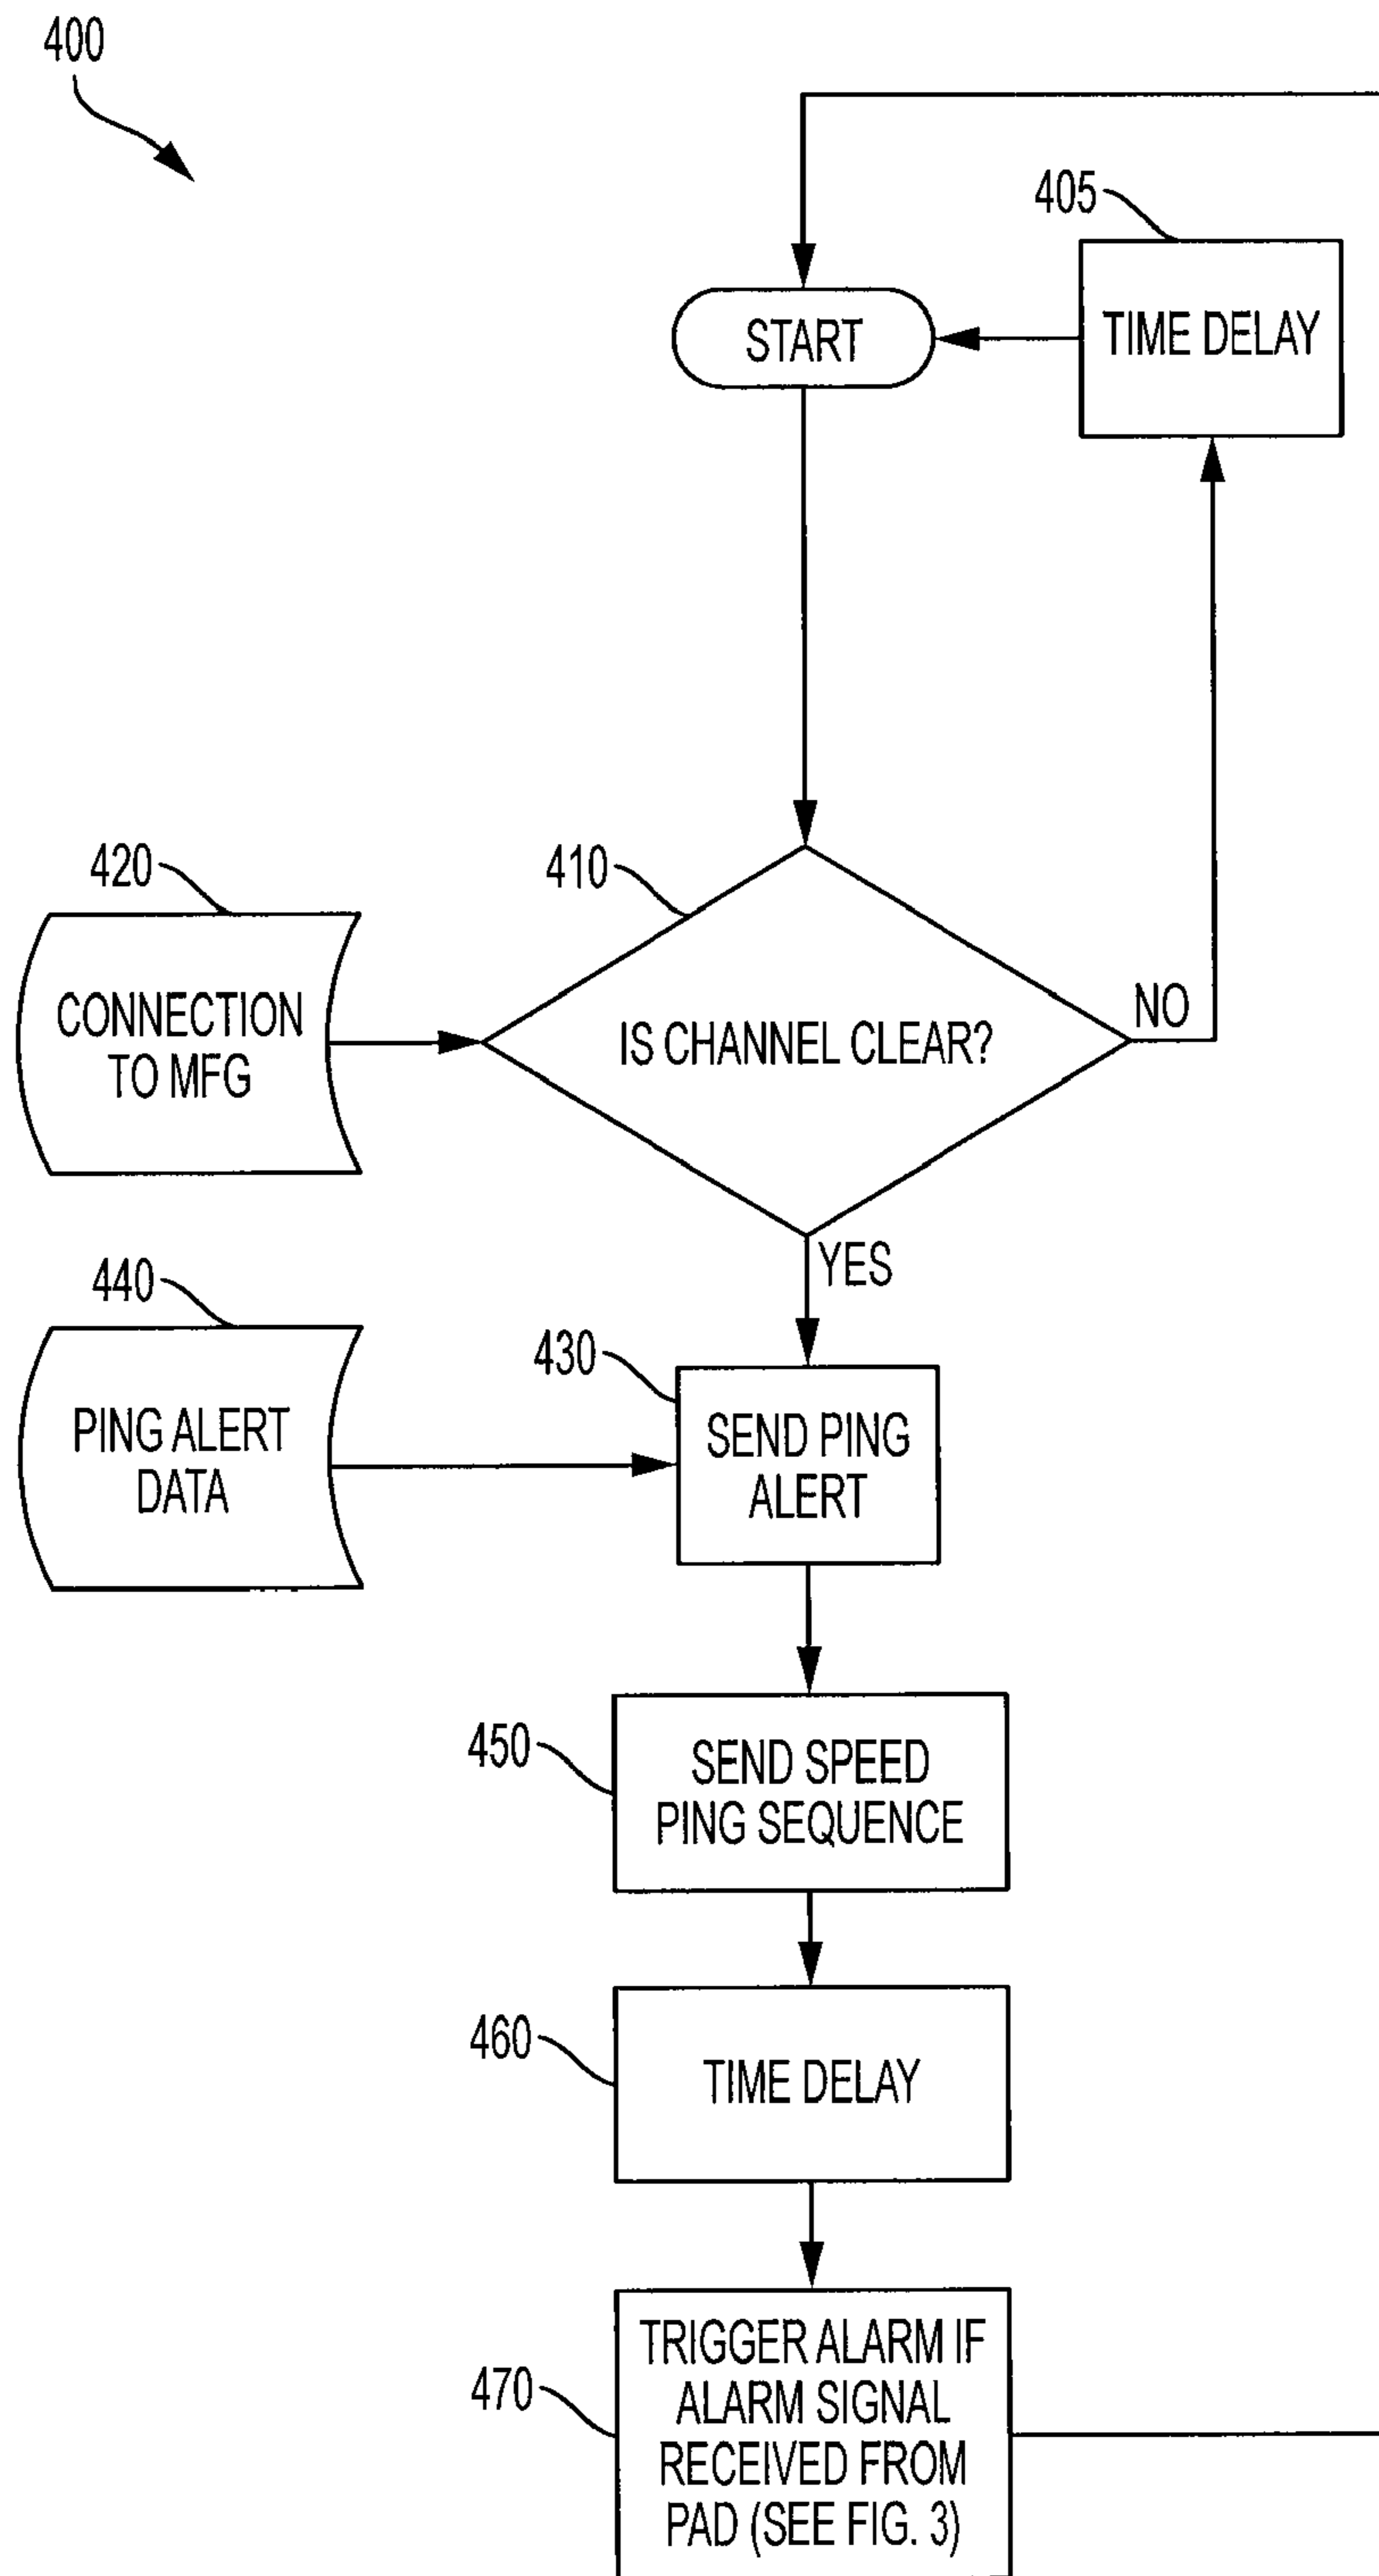 400
405
START
TIME DELAY
420
410
CONNECTION
TO MFG
IS CHANNEL CLEAR?
NO
YES
440
430
PING ALERT
DATA
SEND PING
ALERT
450
SEND SPEED
PING SEQUENCE
460
TIME DELAY
470
TRIGGER ALARM IF
ALARM SIGNAL
RECEIVED FROM
PAD (SEE FIG. 3)